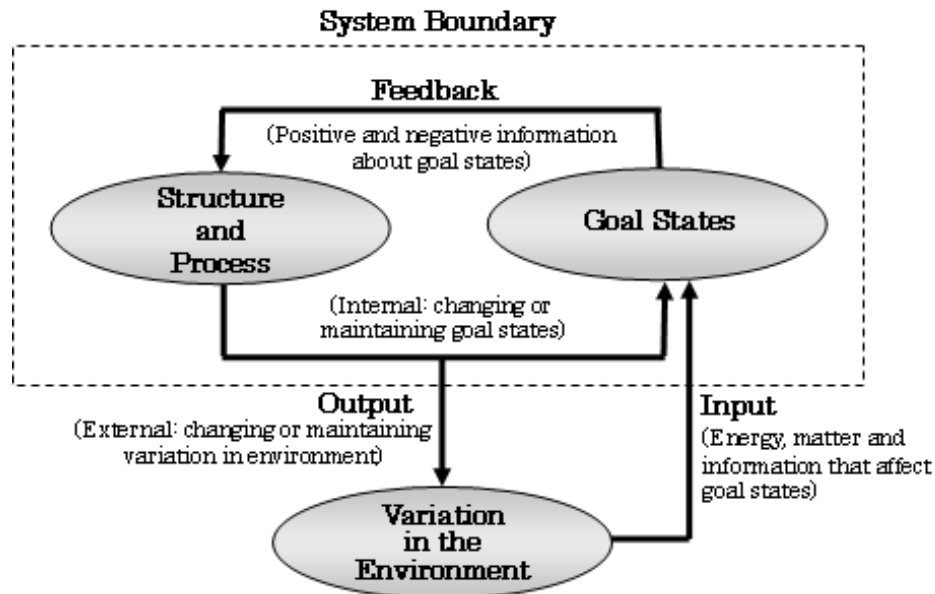 System Boundary
Feedback
(Positive and negative information
about goal states)
Structure
and
Process
Goal States
(Internal: changing or
maintaining goal states)
Output
(External: changing or maintaining
variation in environment)
Input
(Energy, matter and
information that affect
goal states)
Variation
in the
Environment